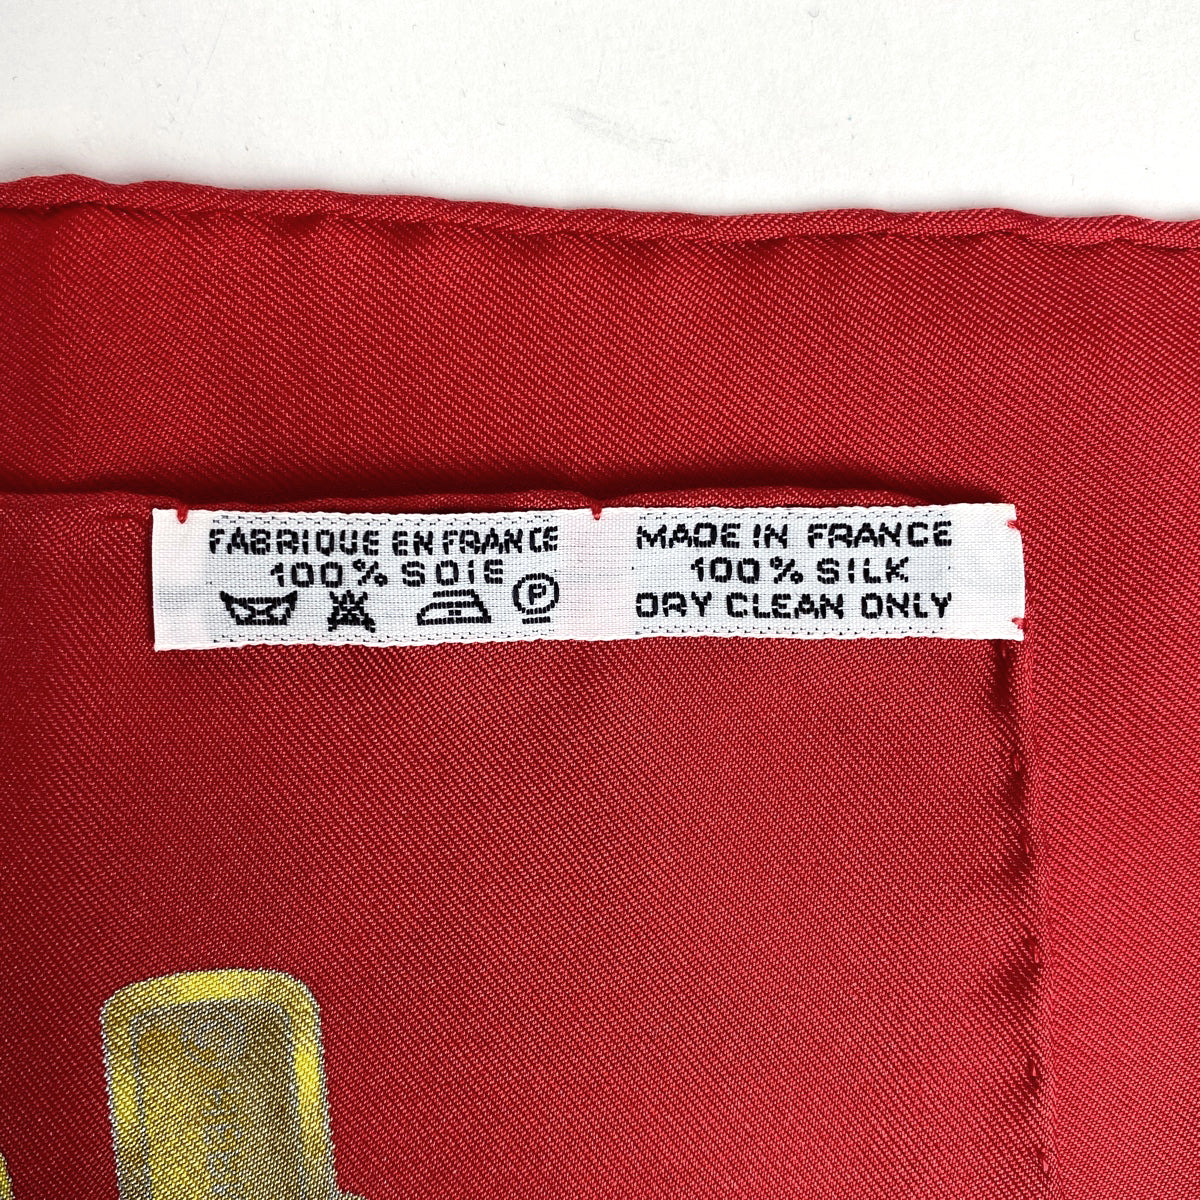 FABRIQUE EN FRANCE
100% SOIE
P
MADE IN FRANCE
100% SILK
DRY CLEAN ONLY